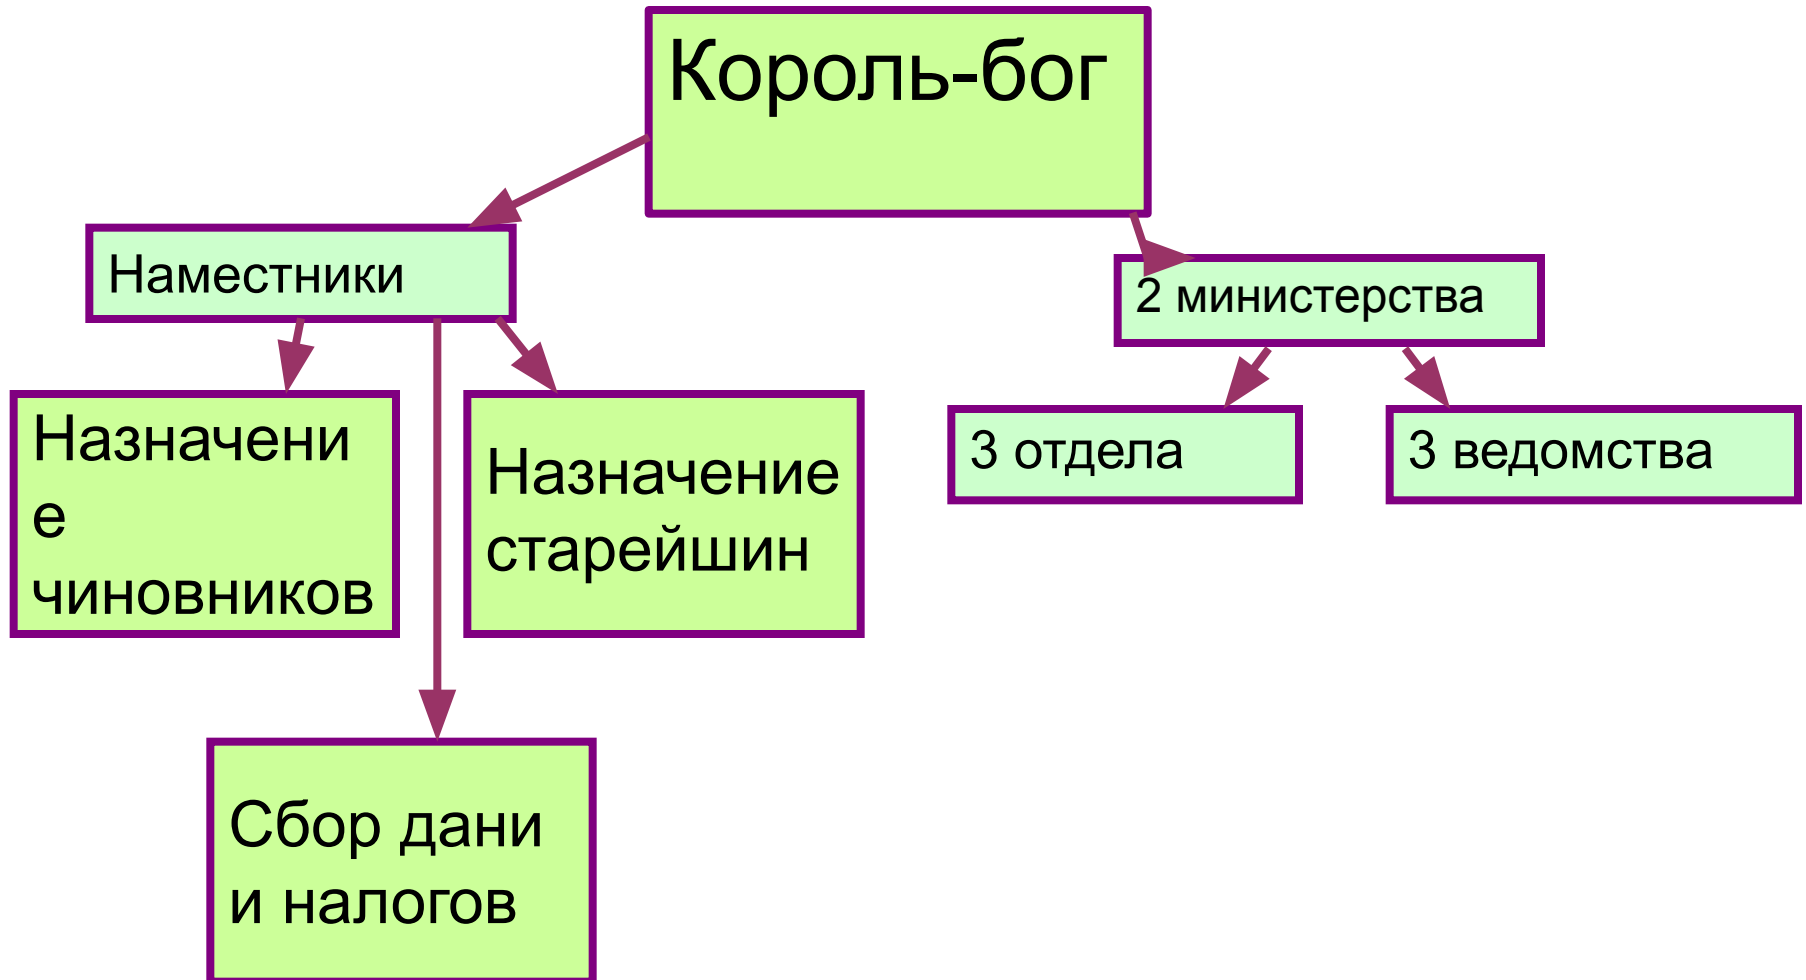 Король-бог
Наместники
2 министерства
Назначени
е
чиновников
Назначение
старейшин
3 отдела
3 ведомства
Сбор дани
и налогов